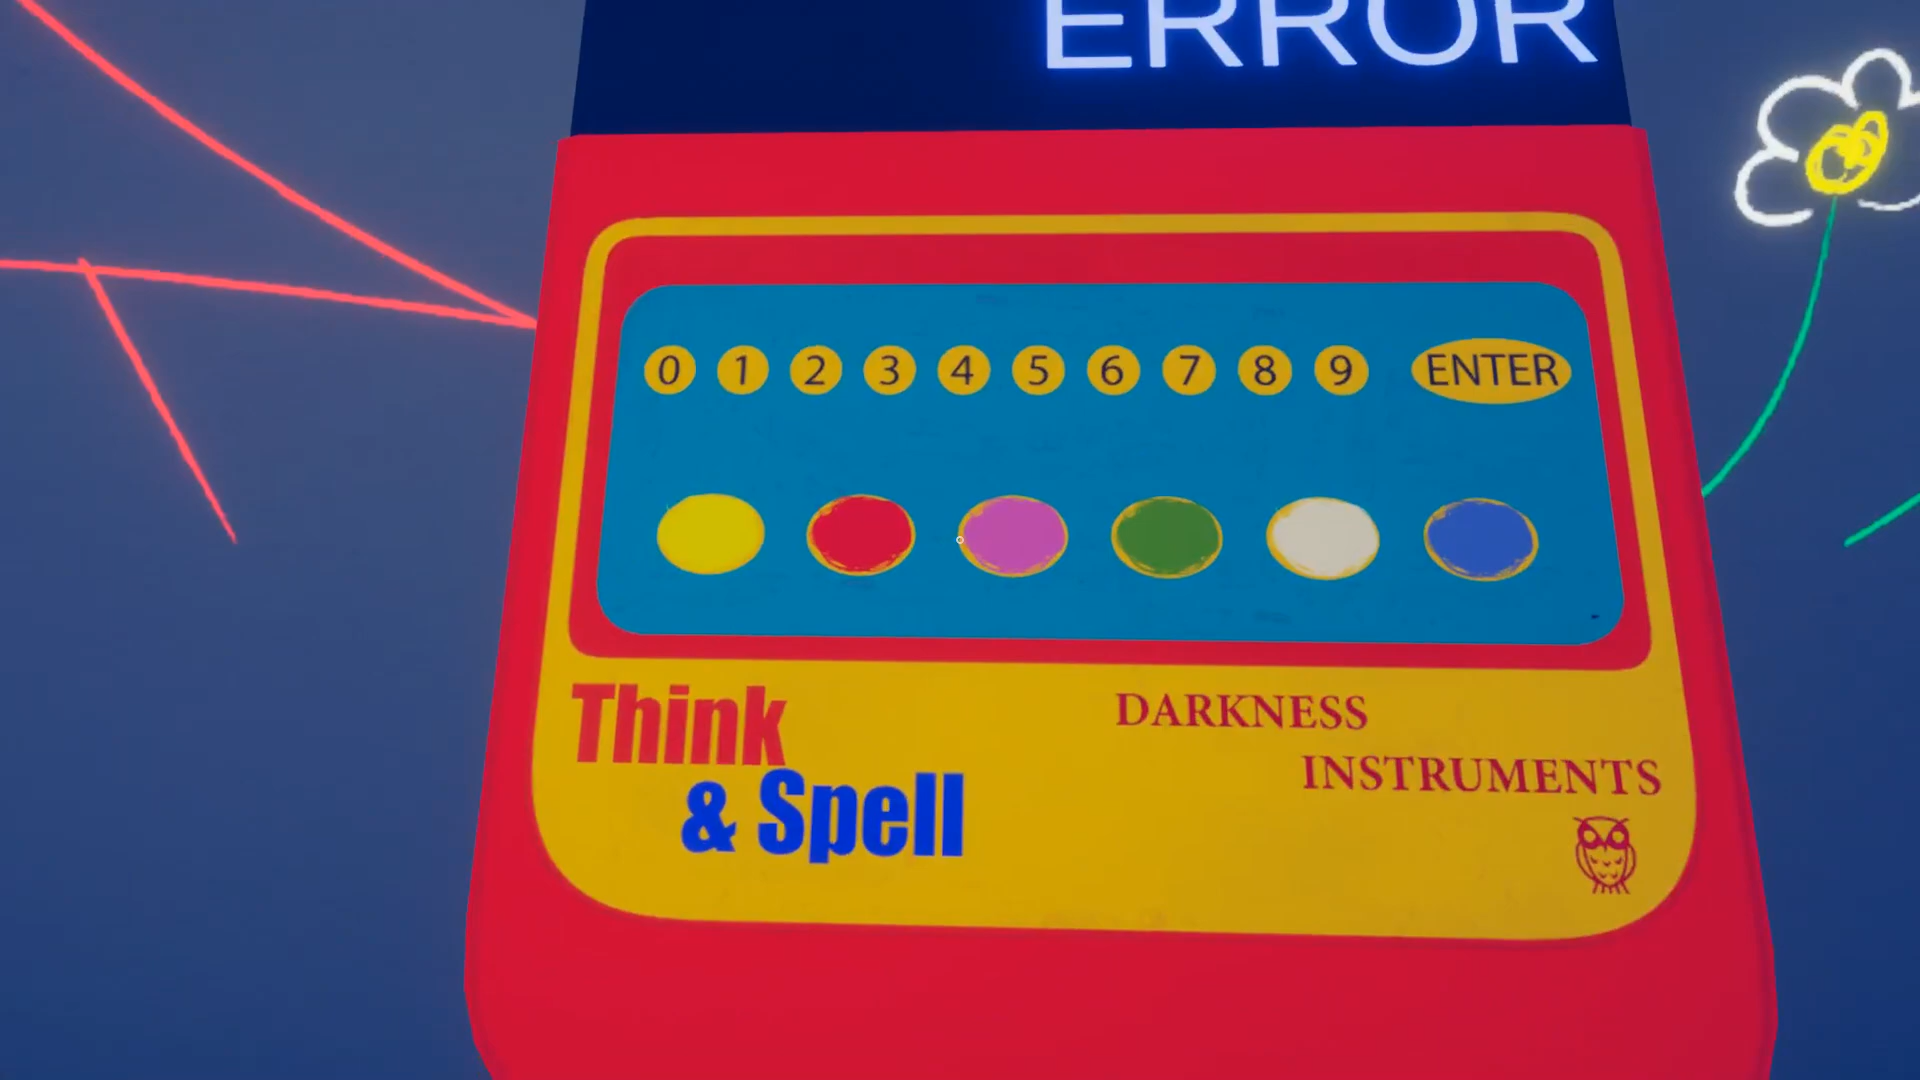 ERROR
0 1 2 3 4 5 6 7 8 9 ENTER
Think
& Spell
DARKNESS
INSTRUMENTS